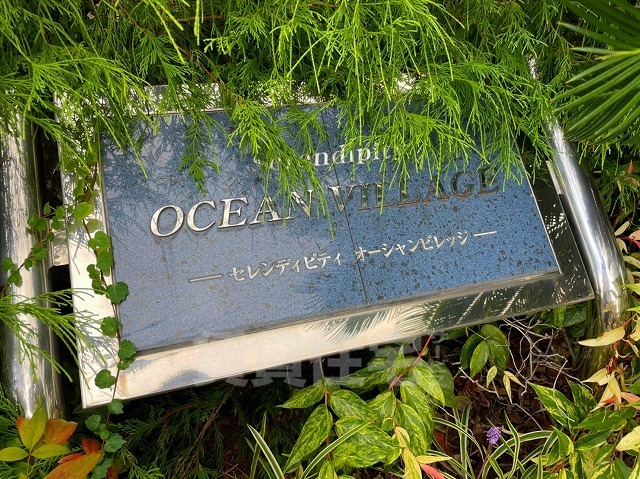 serendipity
OCEAN VILLAGE
— セレンディピティ オーシャンビレッジ —